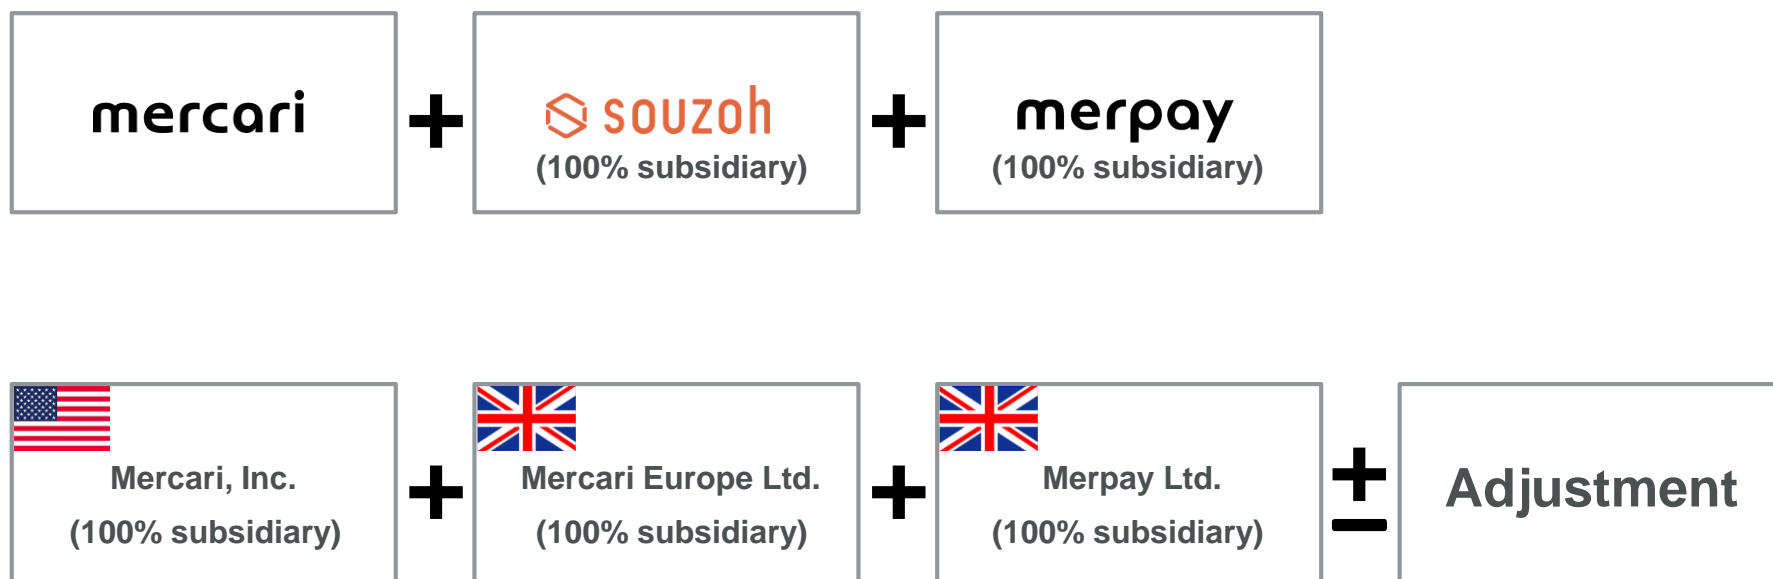 mercari + souzoh + merpay
(100% subsidiary) (100% subsidiary)
Mercari, Inc. + Mercari Europe Ltd. + Merpay Ltd. ± Adjustment
(100% subsidiary) (100% subsidiary) (100% subsidiary)